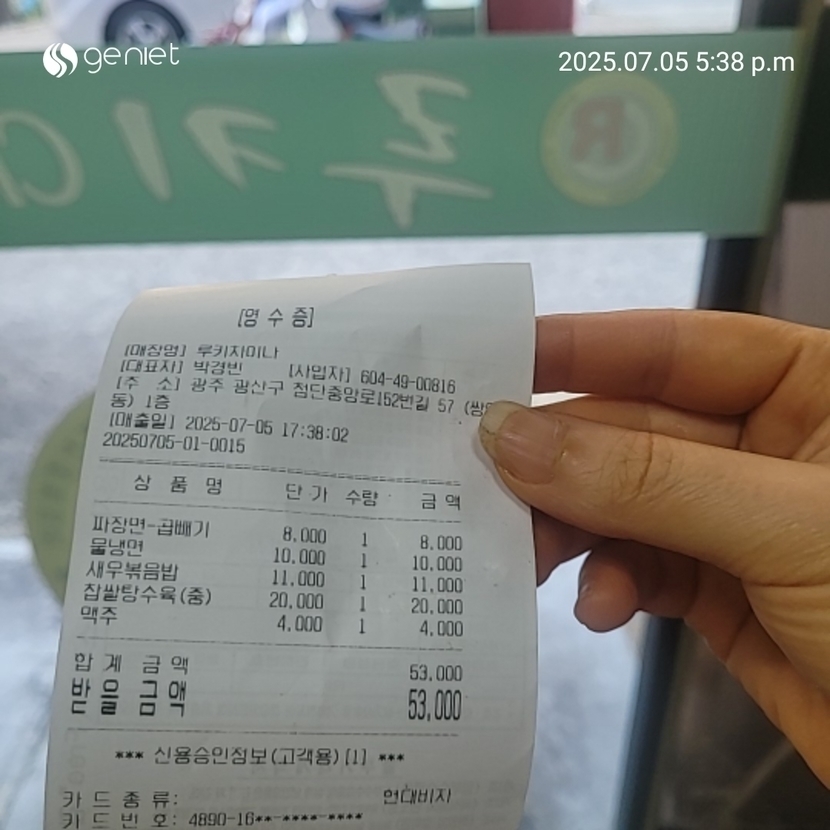 geniet
2025.07.05 5:38 p.m
루키
R
[영 수 증]
[매장명] 루키자미나
[대표자] 박경빈 [사업자] 604-49-00816
[주 소] 광주 광산구 첨단중앙로152번길 57 (쌍
동) 1층
[매출일] 2025-07-05 17:38:02
20250705-01-0015
상 품 명 단 가 수량 금 액
짜장면-곱빼기 8,000 1 8,000
물냉면 10,000 1 10,000
새우볶음밥 11,000 1 11,000
찹쌀탕수육(중) 20,000 1 20,000
맥주 4,000 1 4,000
합 계 금 액 53,000
받 을 금 액 53,000
*** 신용승인정보(고객용) [1] ***
카 드 종 류: 현대비자
카 드 번 호: 4890-16**-****-****